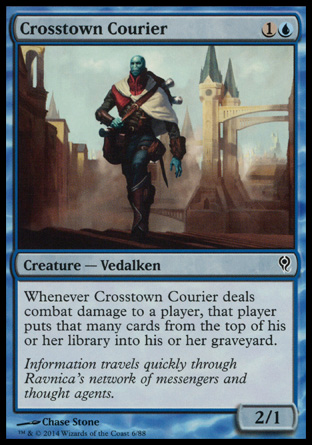 Crosstown Courier 1
Creature — Vedalken
Whenever Crosstown Courier deals
combat damage to a player, that player
puts that many cards from the top of his
or her library into his or her graveyard.
Information travels quickly through
Ravnica's network of messengers and
thought agents.
Chase Stone
2/1
™ & © 2014 Wizards of the Coast 6/88